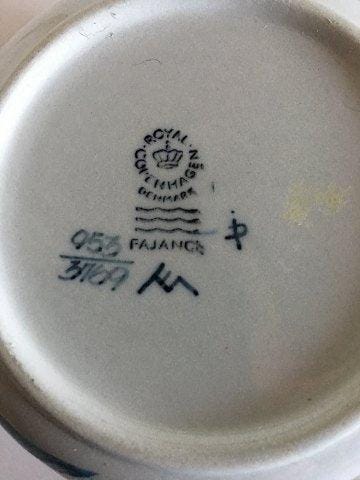 ROYAL COPENHAGEN
DENMARK
FAJANCE
953
3169